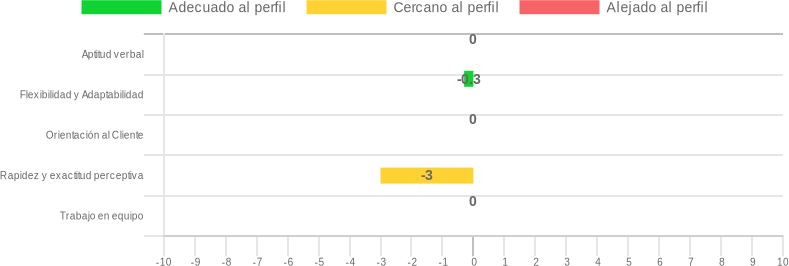 Adecuado al perfil Cercano al perfil Alejado al perfil
0
Aptitud verbal
-0.3
Flexibilidad y Adaptabilidad
0
Orientación al Cliente
Rapidez y exactitud perceptiva -3
0
Trabajo en equipo
-10 -9 -8 -7 -6 -5 -4 -3 -2 -1 0 1 2 3 4 5 6 7 8 9 10